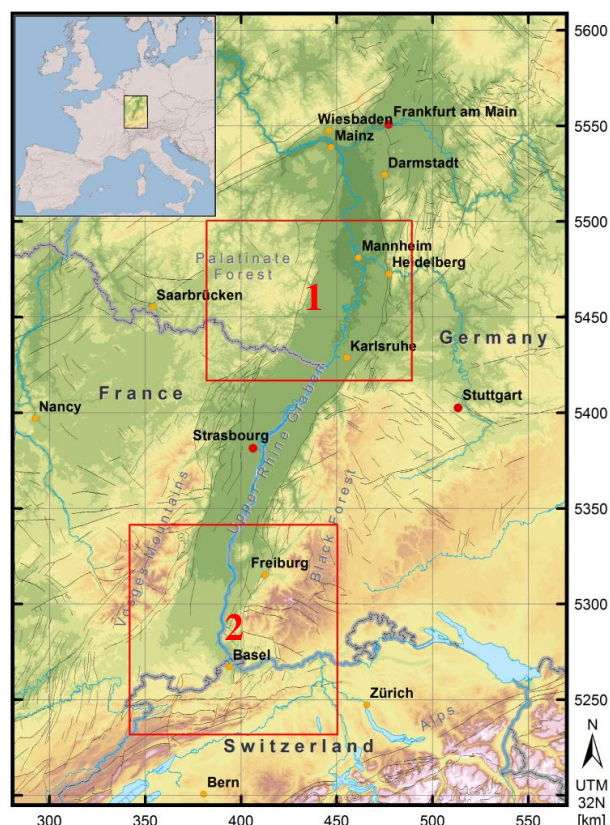 5600
Frankfurt am Main
Wiesbaden
Mainz
5550
Darmstadt
5500
Mannheim
Palatinate
Forest
Heidelberg
1
Saarbrücken
5450
Germany
Karlsruhe
France
Nancy
Stuttgart
5400
Strasbourg
Upper Rhine Graben
5350
Vosges Mountains
Black Forest
Freiburg
5300
2
Basel
Zürich
5250
Alps
Switzerland
N
Bern
UTM
32N
[km]
300 350 400 450 500 550